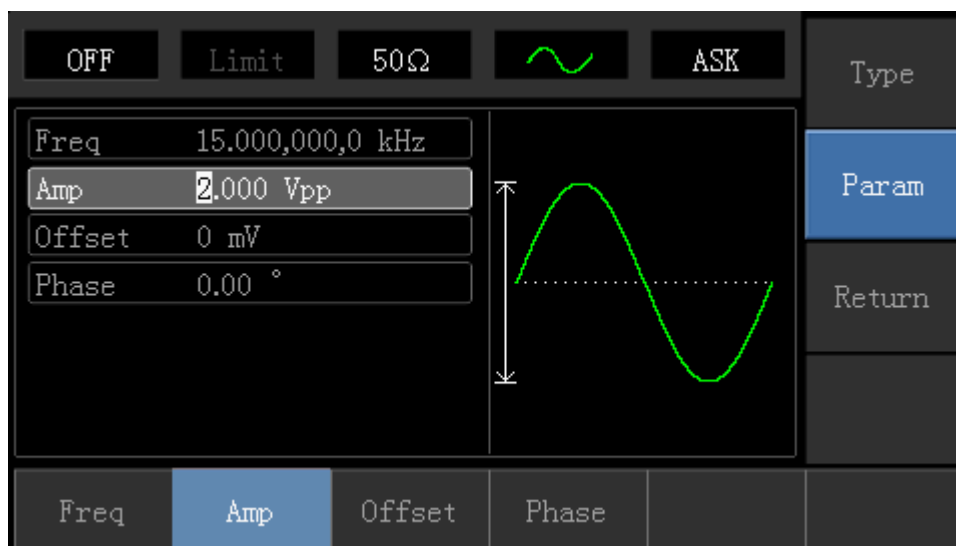 OFF Limit 50Ω ASK
Type
Freq 15.000,000,0 kHz
Amp 2.000 Vpp
Param
Offset 0 mV
Phase 0.00 °
Return
Freq Amp Offset Phase